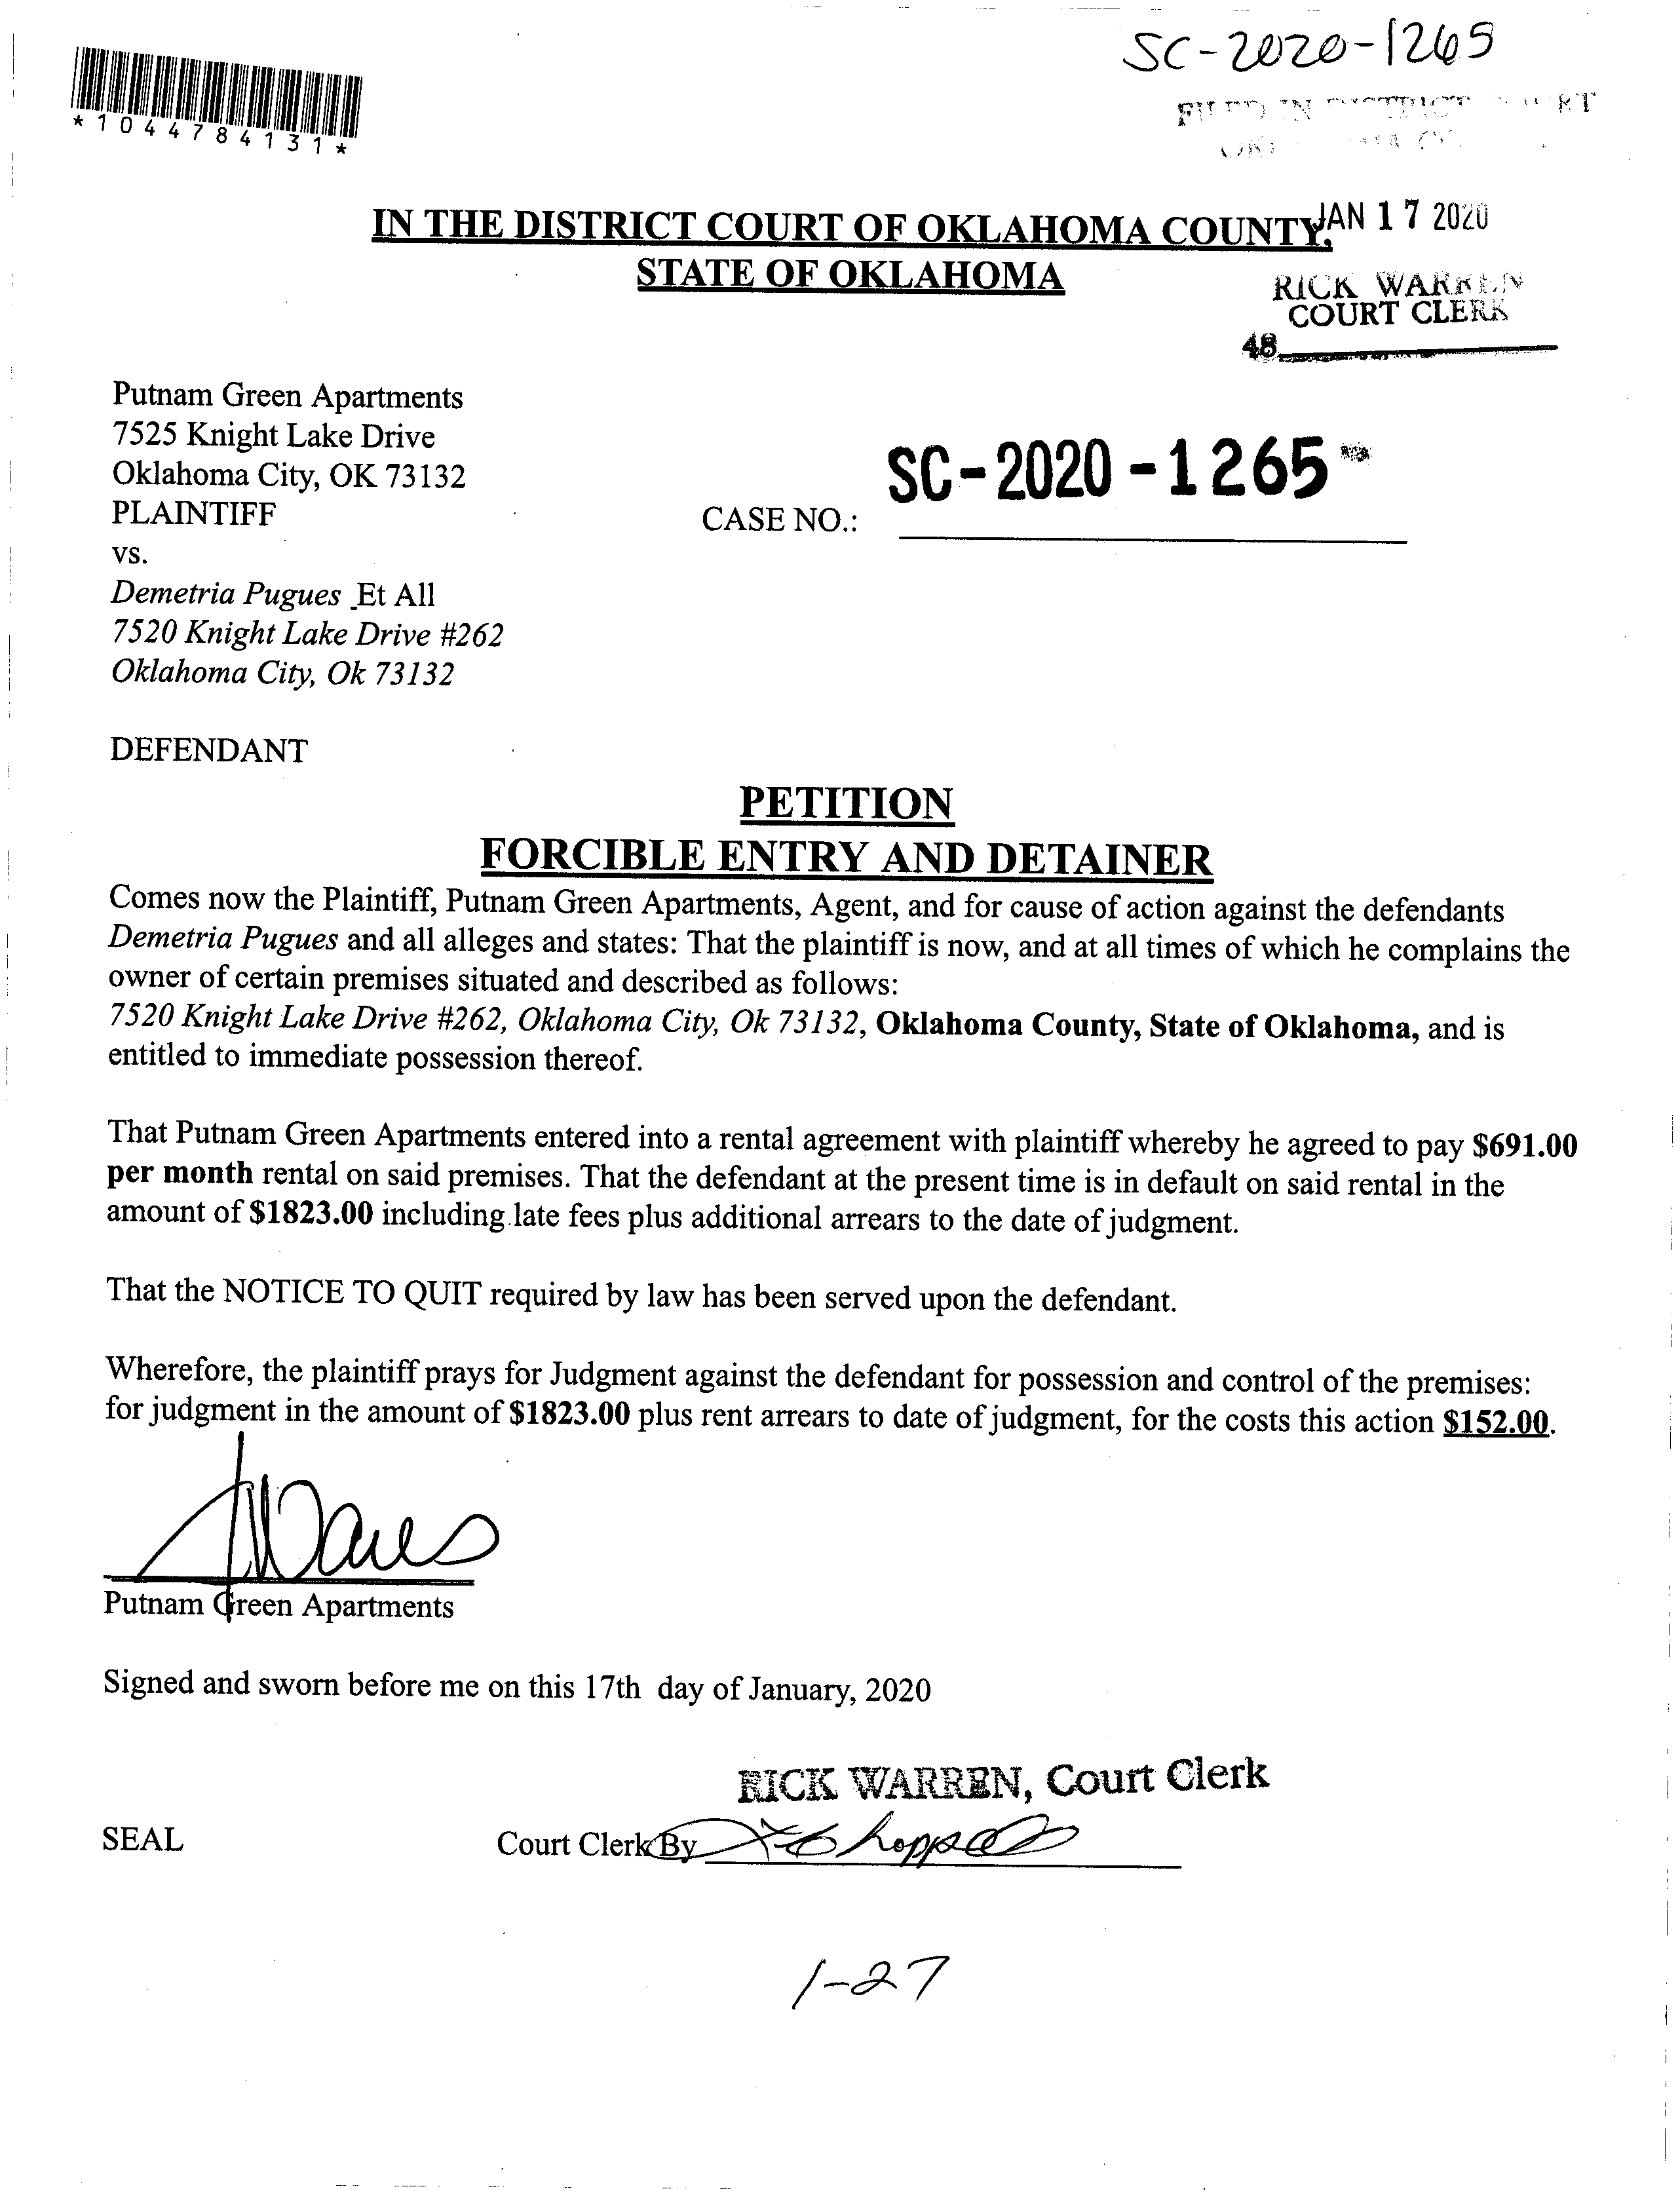 SC-2020-1265
*1044784131*
FILED IN DISTRICT COURT
IN THE DISTRICT COURT OF OKLAHOMA COUNTY,
JAN 17 2020
STATE OF OKLAHOMA
RICK WARREN
COURT CLERK
48
Putnam Green Apartments
7525 Knight Lake Drive
Oklahoma City, OK 73132
SC-2020-1265
PLAINTIFF
CASE NO.:
vs.
Demetria Pugues Et All
7520 Knight Lake Drive #262
Oklahoma City, Ok 73132
DEFENDANT
PETITION
FORCIBLE ENTRY AND DETAINER
Comes now the Plaintiff, Putnam Green Apartments, Agent, and for cause of action against the defendants
Demetria Pugues and all alleges and states: That the plaintiff is now, and at all times of which he complains the
owner of certain premises situated and described as follows:
7520 Knight Lake Drive #262, Oklahoma City, Ok 73132, Oklahoma County, State of Oklahoma, and is
entitled to immediate possession thereof.
That Putnam Green Apartments entered into a rental agreement with plaintiff whereby he agreed to pay $691.00
per month rental on said premises. That the defendant at the present time is in default on said rental in the
amount of $1823.00 including late fees plus additional arrears to the date of judgment.
That the NOTICE TO QUIT required by law has been served upon the defendant.
Wherefore, the plaintiff prays for Judgment against the defendant for possession and control of the premises:
for judgment in the amount of $1823.00 plus rent arrears to date of judgment, for the costs this action $152.00.
Putnam Green Apartments
Signed and sworn before me on this 17th day of January, 2020
RICK WARREN, Court Clerk
SEAL
Court Clerk By
1-27